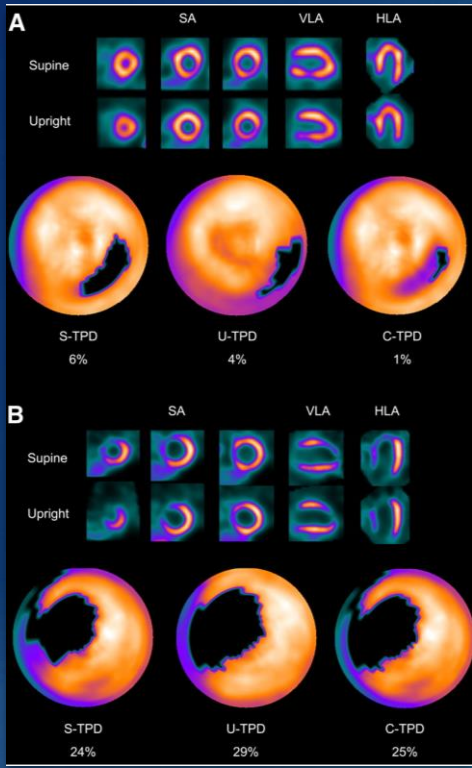 A
SA VLA HLA
Supine
Upright
S-TPD U-TPD C-TPD
6% 4% 1%
B
SA VLA HLA
Supine
Upright
S-TPD U-TPD C-TPD
24% 29% 25%